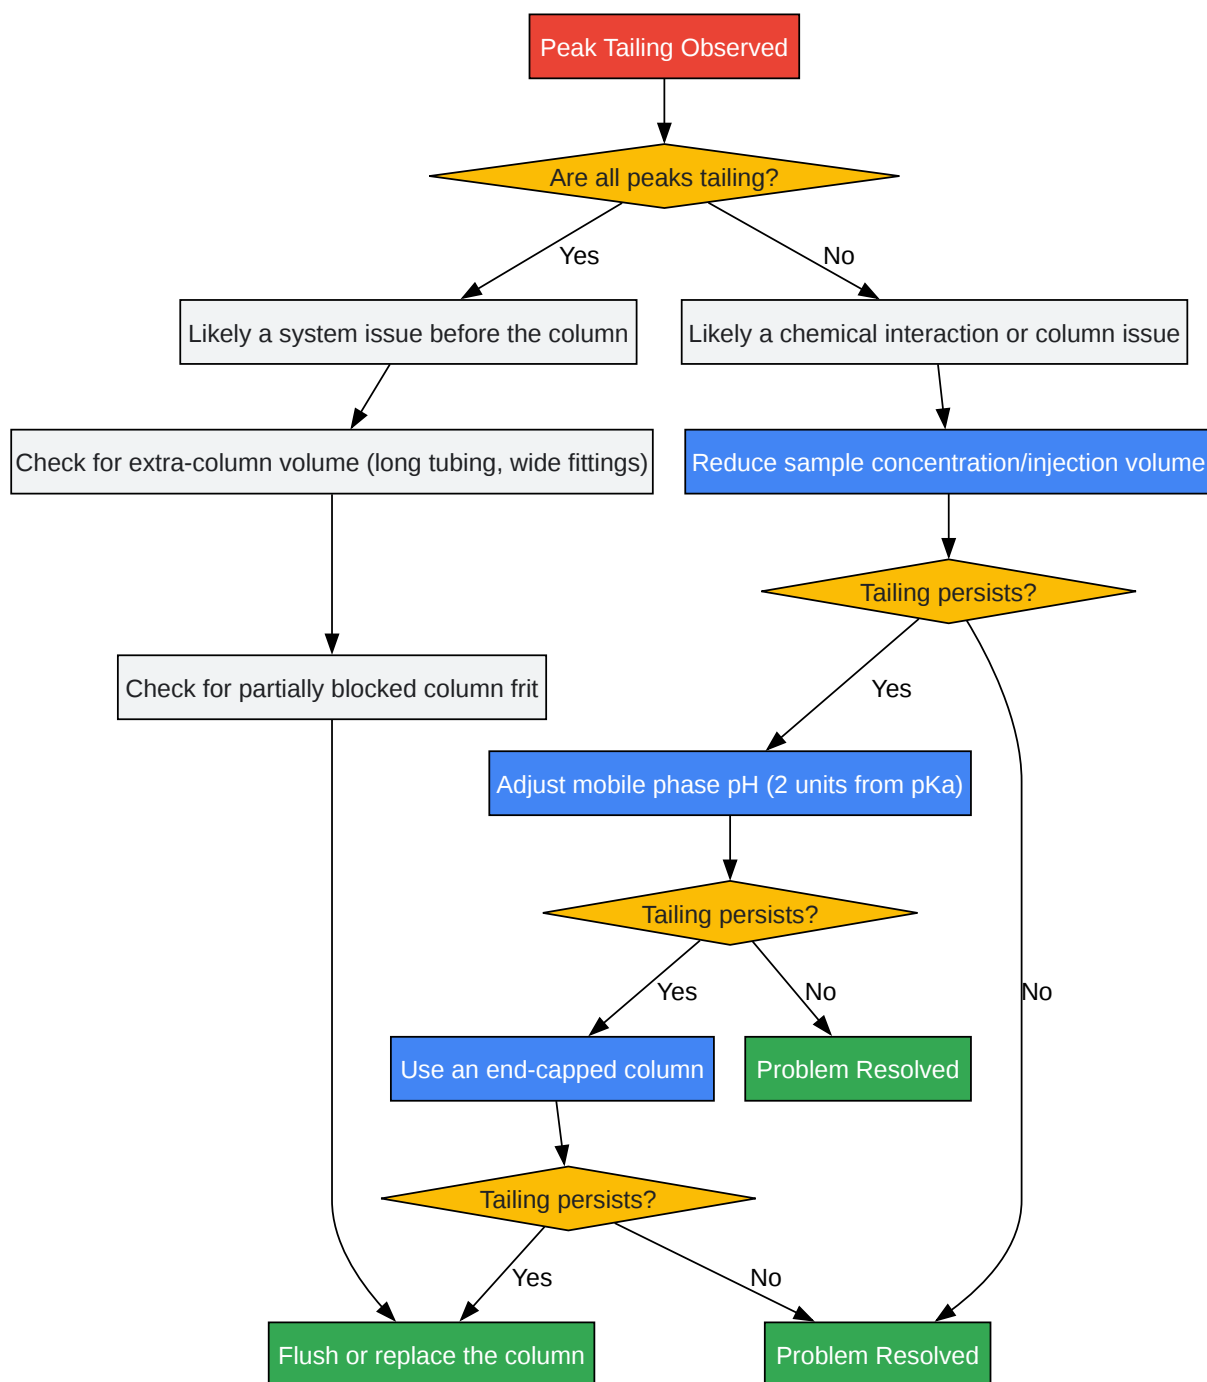 Peak Tailing Observed
Are all peaks tailing?
Yes
No
Likely a system issue before the column
Likely a chemical interaction or column issue
Check for extra-column volume (long tubing, wide fittings)
Reduce sample concentration/injection volume
Tailing persists?
Check for partially blocked column frit
Yes
Adjust mobile phase pH (2 units from pKa)
Tailing persists?
Yes
No
No
Use an end-capped column
Problem Resolved
Tailing persists?
Yes
No
Flush or replace the column
Problem Resolved